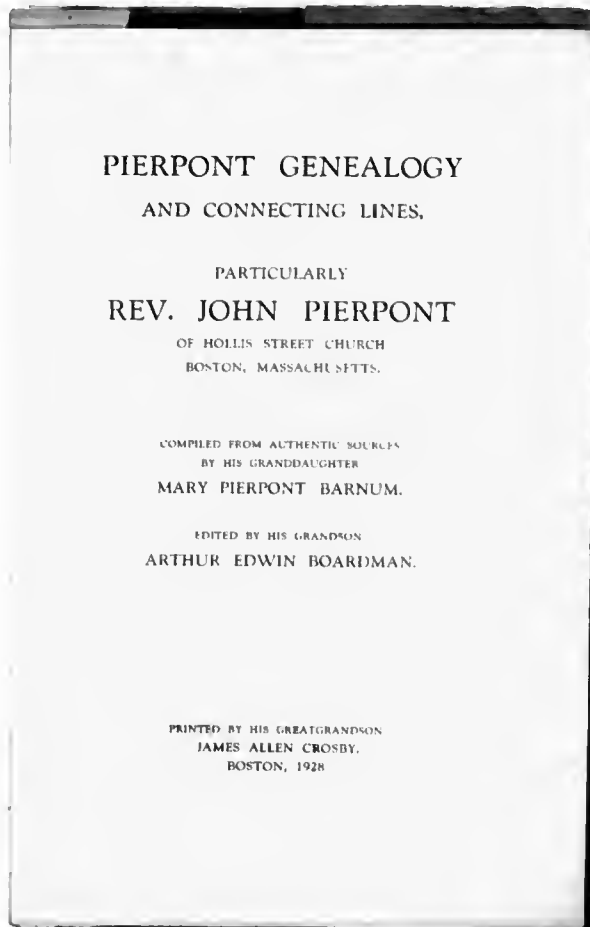 PIERPONT GENEALOGY
AND CONNECTING LINES,
PARTICULARLY
REV. JOHN PIERPONT
OF HOLLIS STREET CHURCH
BOSTON, MASSACHUSETTS.
COMPILED FROM AUTHENTIC SOURCES
BY HIS GRANDDAUGHTER
MARY PIERPONT BARNUM.
EDITED BY HIS GRANDSON
ARTHUR EDWIN BOARDMAN.
PRINTED BY HIS GREATGRANDSON
JAMES ALLEN CROSBY.
BOSTON, 1928